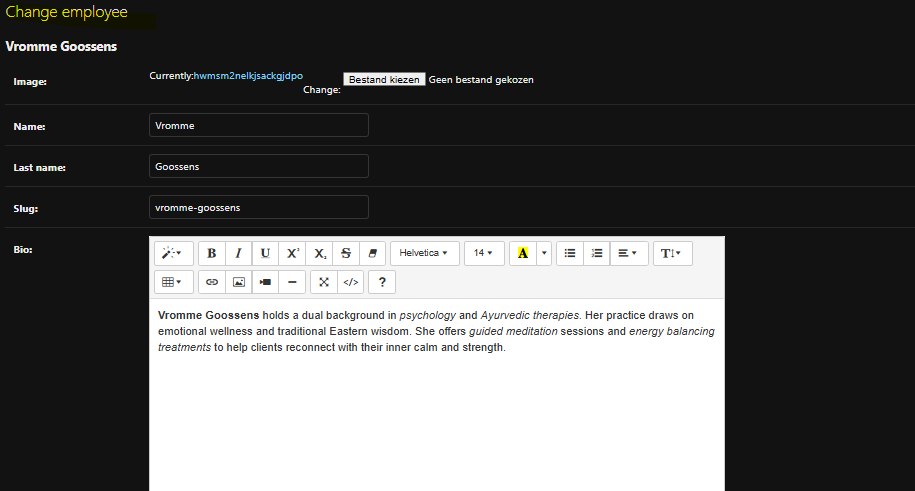 Change employee
Vromme Goossens
Image:
Currently:hwmsm2nelkjsackgjdpo
Change: Bestand kiezen Geen bestand gekozen
Name: Vromme
Last name: Goossens
Slug: vromme-goossens
Bio:
B I U X² X₂ S Helvetica 14 A T
</> ?
Vromme Goossens holds a dual background in psychology and Ayurvedic therapies. Her practice draws on
emotional wellness and traditional Eastern wisdom. She offers guided meditation sessions and energy balancing
treatments to help clients reconnect with their inner calm and strength.